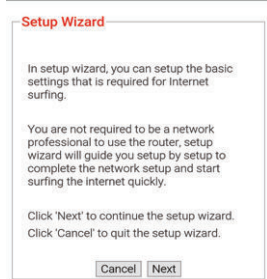 Setup Wizard
In setup wizard, you can setup the basic
settings that is required for Internet
surfing.
You are not required to be a network
professional to use the router, setup
wizard will guide you setup by setup to
complete the network setup and start
surfing the internet quickly.
Click 'Next' to continue the setup wizard.
Click 'Cancel' to quit the setup wizard.
Cancel Next